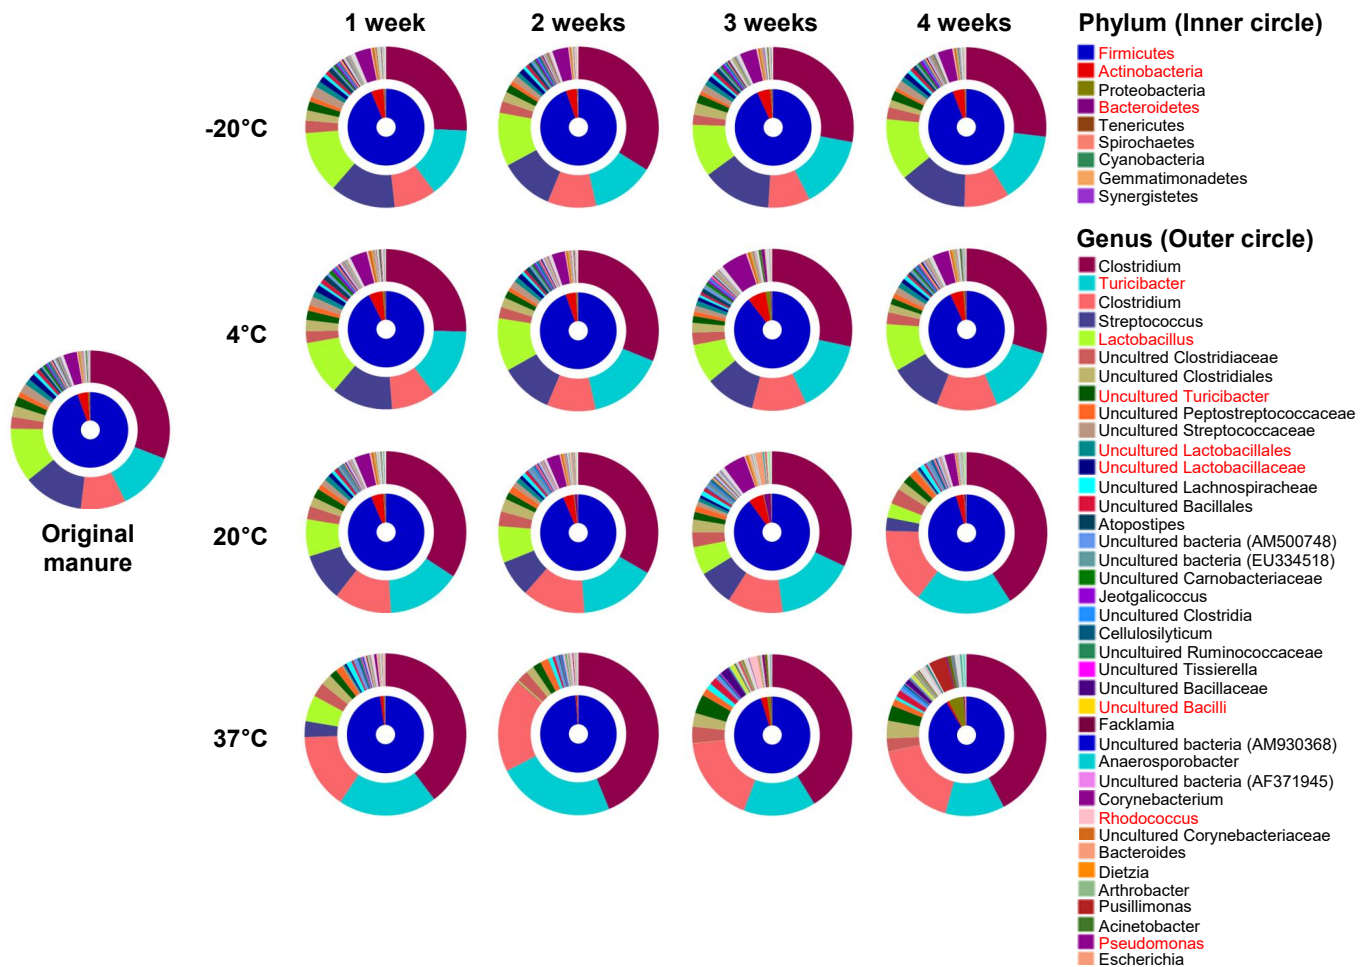 1 week
2 weeks
3 weeks
4 weeks
-20°C
4°C
20°C
37°C
Original
manure
Phylum (Inner circle)
Firmicutes
Actinobacteria
Proteobacteria
Bacteroidetes
Tenericutes
Spirochaetes
Cyanobacteria
Gemmatimonadetes
Synergistetes
Genus (Outer circle)
Clostridium
Turicibacter
Clostridium
Streptococcus
Lactobacillus
Uncultred Clostridiaceae
Uncultured Clostridiales
Uncultured Turicibacter
Uncultured Peptostreptococcaceae
Uncultured Streptococcaceae
Uncultured Lactobacillales
Uncultured Lactobacillaceae
Uncultured Lachnospiracheae
Uncultured Bacillales
Atopostipes
Uncultured bacteria (AM500748)
Uncultured bacteria (EU334518)
Uncultured Carnobacteriaceae
Jeotgalicoccus
Uncultured Clostridia
Cellulosilyticum
Uncultuired Ruminococcaceae
Uncultured Tissierella
Uncultured Bacillaceae
Uncultured Bacilli
Facklamia
Uncultured bacteria (AM930368)
Anaerosporobacter
Uncultured bacteria (AF371945)
Corynebacterium
Rhodococcus
Uncultured Corynebacteriaceae
Bacteroides
Dietzia
Arthrobacter
Pusillimonas
Acinetobacter
Pseudomonas
Escherichia